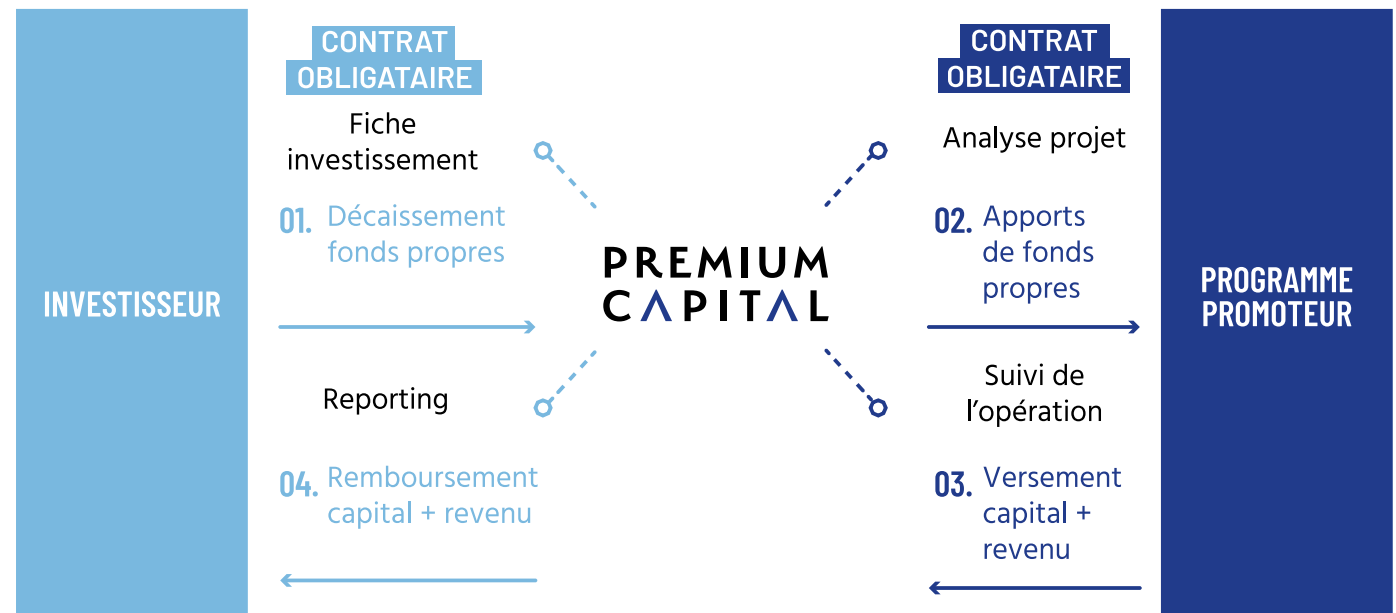 INVESTISSEUR
CONTRAT
OBLIGATAIRE
Fiche
investissement
01. Décaissement
fonds propres
Reporting
04. Remboursement
capital + revenu
PREMIUM
CAPITAL
CONTRAT
OBLIGATAIRE
Analyse projet
02. Apports
de fonds
propres
Suivi de
l'opération
03. Versement
capital +
revenu
PROGRAMME
PROMOTEUR